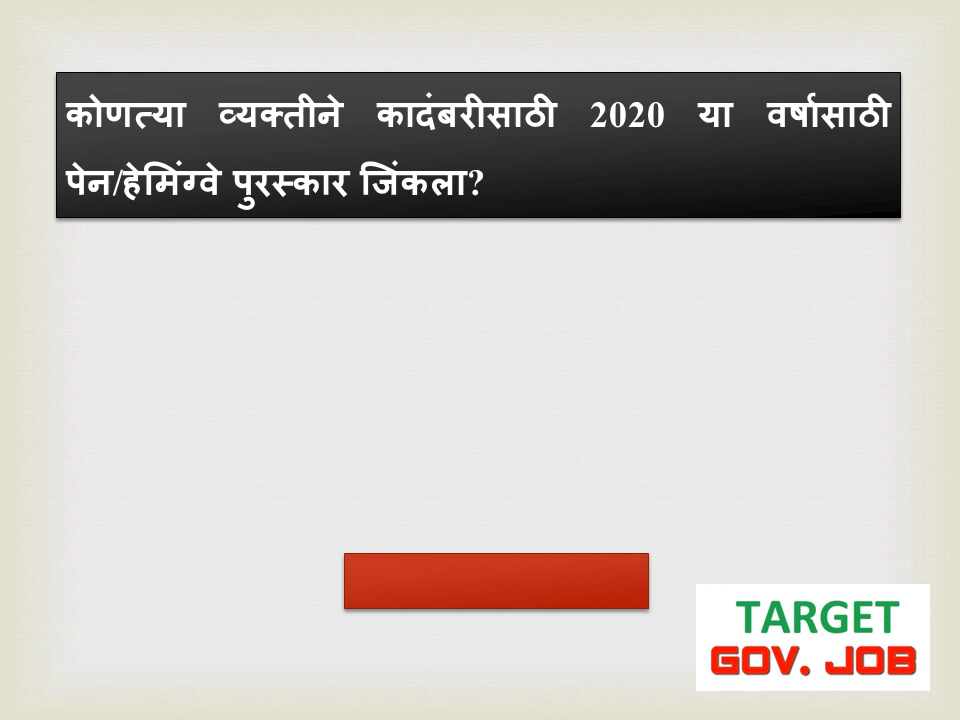 कोणत्या व्यक्तीने कादंबरीसाठी 2020 या वर्षासाठी
पेन/हेमिंग्वे पुरस्कार जिंकला?
TARGET
GOV. JOB